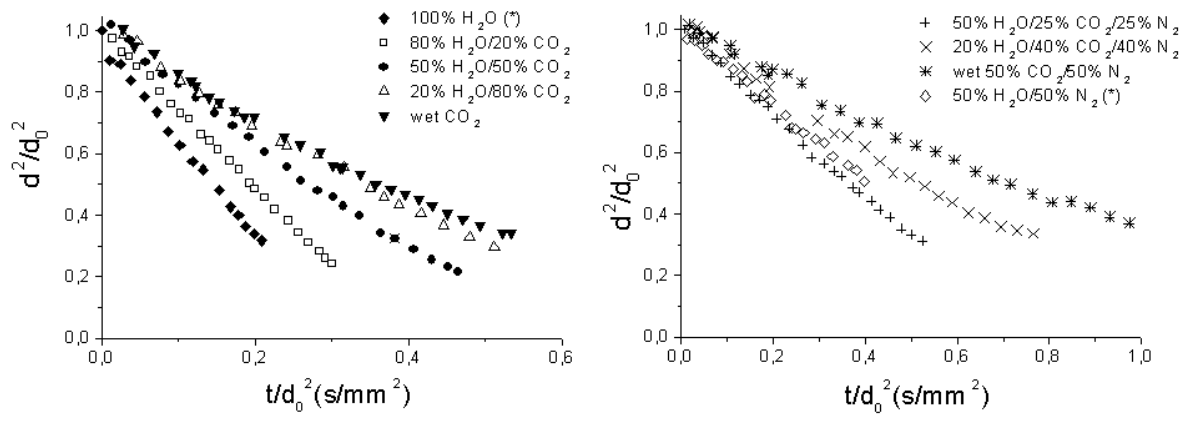 100% H₂O (*)
80% H₂O/20% CO₂
50% H₂O/50% CO₂
20% H₂O/80% CO₂
wet CO₂
1,0
0,8
0,6
0,4
0,2
0,0
d²/d₀²
0,0 0,2 0,4 0,6
t/d₀² (s/mm²)
50% H₂O/25% CO₂/25% N₂
20% H₂O/40% CO₂/40% N₂
wet 50% CO₂/50% N₂
50% H₂O/50% N₂ (*)
1,0
0,8
0,6
0,4
0,2
0,0
d²/d₀²
0,0 0,2 0,4 0,6 0,8 1,0
t/d₀² (s/mm²)